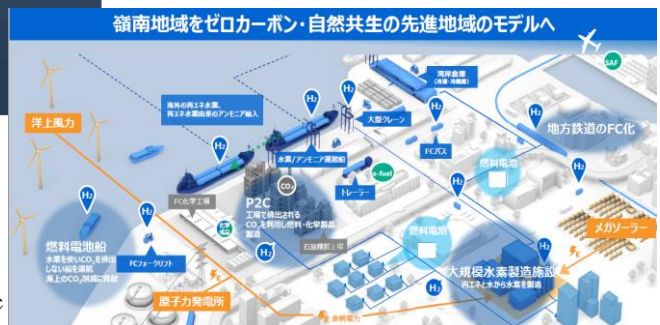 嶺南地域をゼロカーボン・自然共生の先進地域のモデルへ
SAF
湾岸倉庫
(冷凍・冷蔵庫)
H2
海外の再エネ水素、
再エネ水素由来のアンモニア輸入
H2
H2
H2
H2
H2
大型クレーン
洋上風力
地方鉄道のFC化
FCバス
水素/アンモニア運搬船
e-fuel
燃料電池
トレーラー
CO2
H2
FC化学工場
P2C
工場で排出される
CO2を利用し燃料・化学製品
製造
H2
H2
メガソーラー
化学
燃料電池
燃料電池船
水素を使いCO2を排出
しない船を運航
海上のCO2削減に貢献
FCフォークリフト
H2
石油精製工場
H2
H2
大規模水素製造施設
再エネと水から水素を製造
原子力発電所
E
E
E 余剰電力
H2